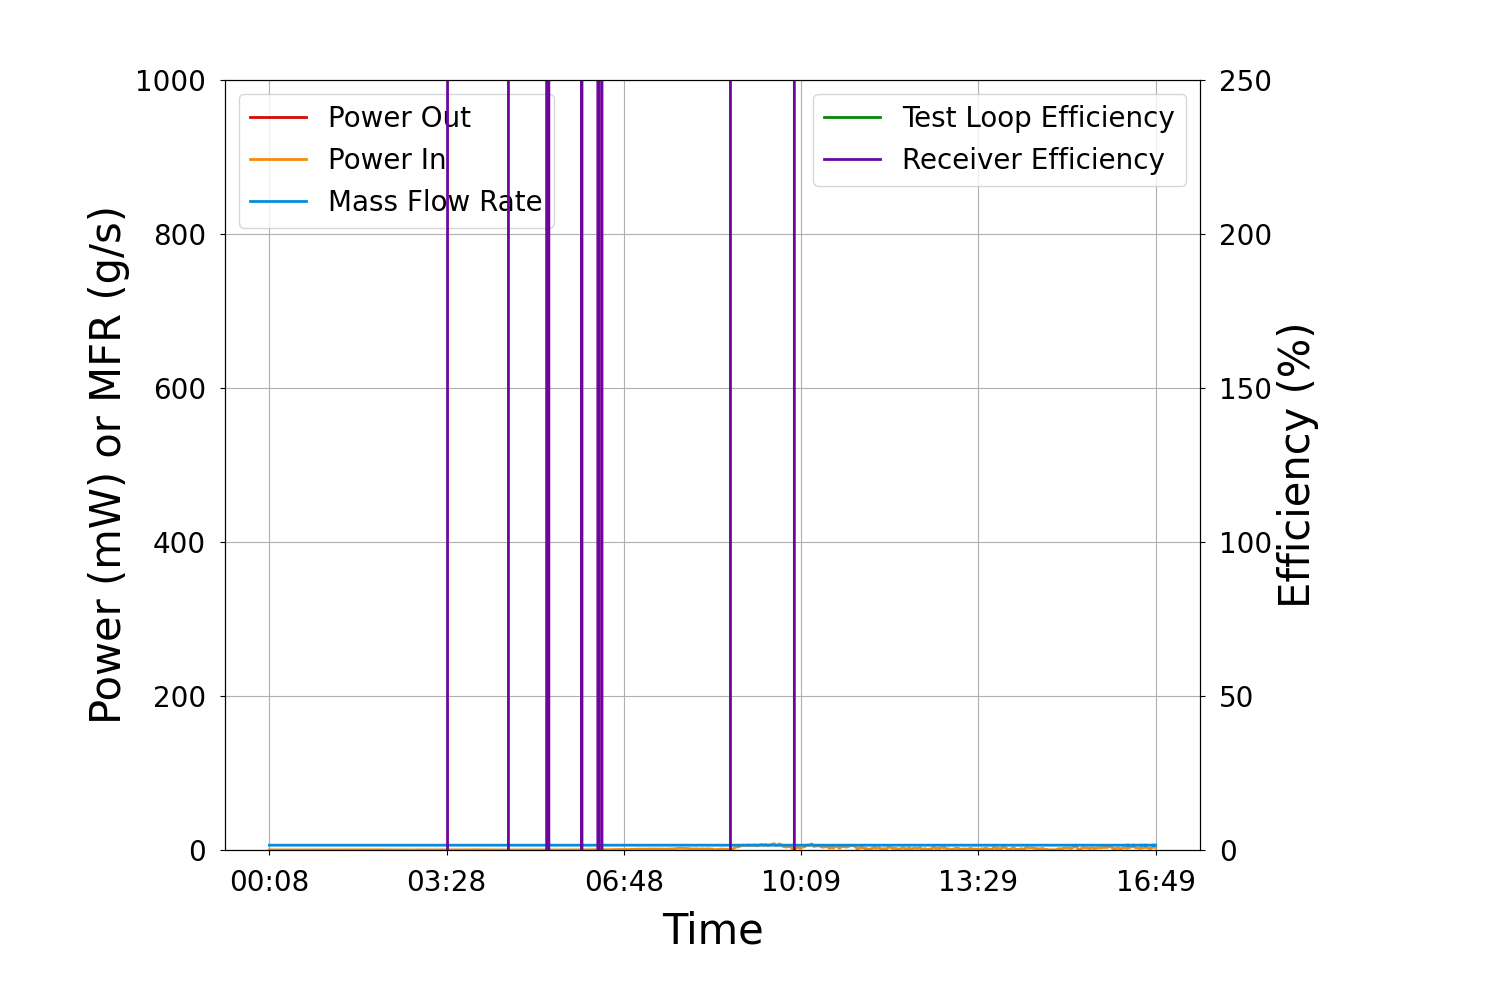 Power (mW) or MFR (g/s)
1000
800
600
400
200
0
Power Out
Power In
Mass Flow Rate
Test Loop Efficiency
Receiver Efficiency
250
200
150
100
50
0
Efficiency (%)
00:08 03:28 06:48 10:09 13:29 16:49
Time